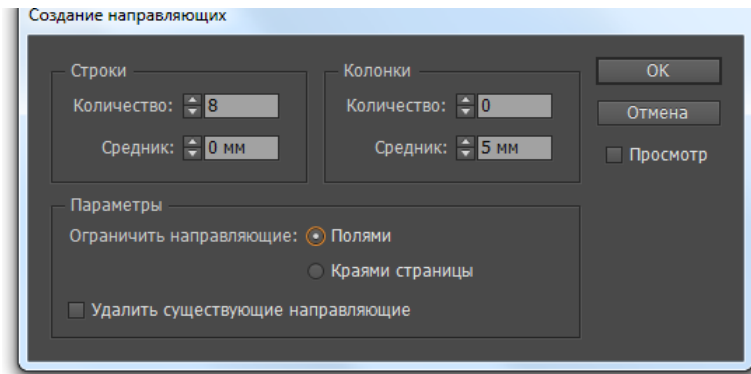 Создание направляющих
Строки
Количество: 8
Средник: 0 мм
Колонки
Количество: 0
Средник: 5 мм
OK
Отмена
Просмотр
Параметры
Ограничить направляющие: Полями
Краями страницы
Удалить существующие направляющие